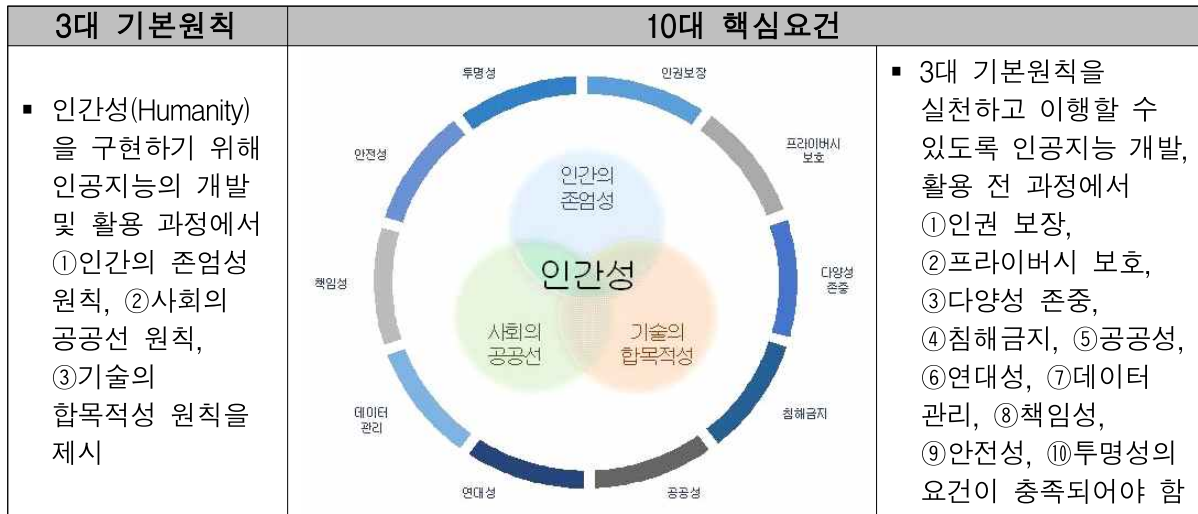 3대 기본원칙
10대 핵심요건
▪ 인간성(Humanity)
을 구현하기 위해
인공지능의 개발
및 활용 과정에서
①인간의 존엄성
원칙, ②사회의
공공선 원칙,
③기술의
합목적성 원칙을
제시
투명성
인권보장
안전성
프라이버시
보호
인간의
존엄성
책임성
인간성
다양성
존중
사회의
공공선
기술의
합목적성
데이터
관리
침해금지
연대성
공공성
▪ 3대 기본원칙을
실천하고 이행할 수
있도록 인공지능 개발,
활용 전 과정에서
①인권 보장,
②프라이버시 보호,
③다양성 존중,
④침해금지, ⑤공공성,
⑥연대성, ⑦데이터
관리, ⑧책임성,
⑨안전성, ⑩투명성의
요건이 충족되어야 함